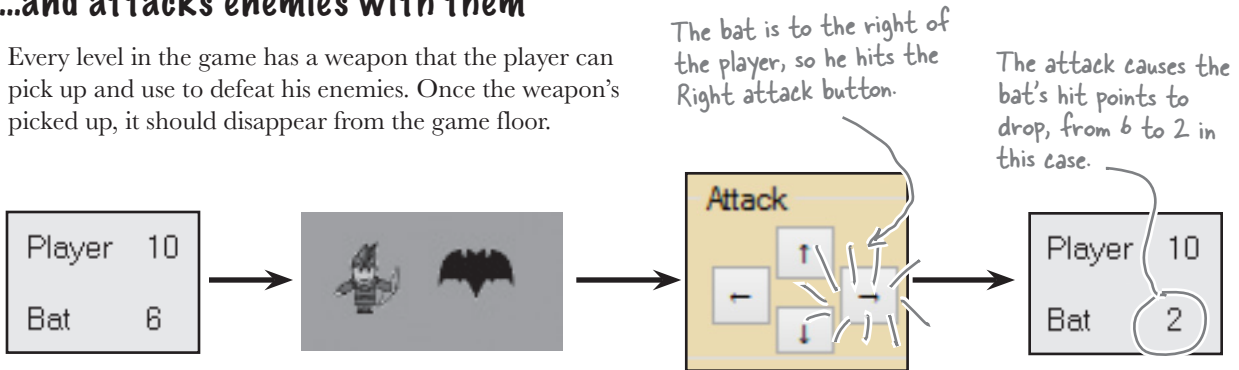 ...and attacks enemies with them
Every level in the game has a weapon that the player can
pick up and use to defeat his enemies. Once the weapon's
picked up, it should disappear from the game floor.
The bat is to the right of
the player, so he hits the
Right attack button.
The attack causes the
bat's hit points to
drop, from 6 to 2 in
this case.
Player 10
Bat 6
Attack
↑
← →
↓
Player 10
Bat 2